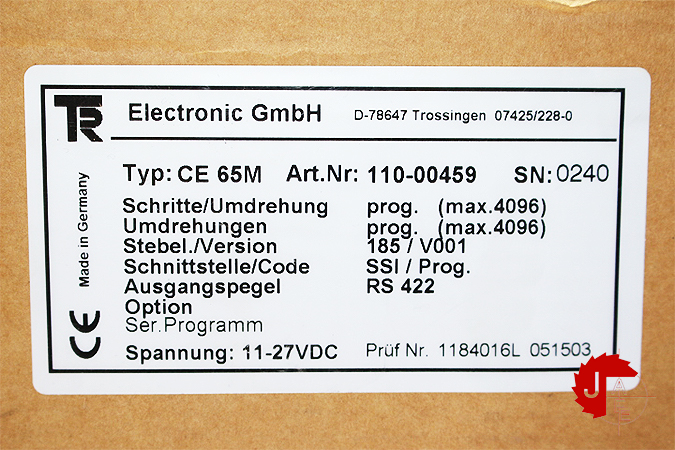 TR Electronic GmbH D-78647 Trossingen 07425/228-0
Typ: CE 65M Art.Nr: 110-00459 SN: 0240
Schritte/Umdrehung prog. (max.4096)
Umdrehungen prog. (max.4096)
Stebel./Version 185 / V001
Schnittstelle/Code SSI / Prog.
Ausgangspegel RS 422
Option
Ser.Programm
Spannung: 11-27VDC Prüf Nr. 1184016L 051503
Made in Germany
CE
J